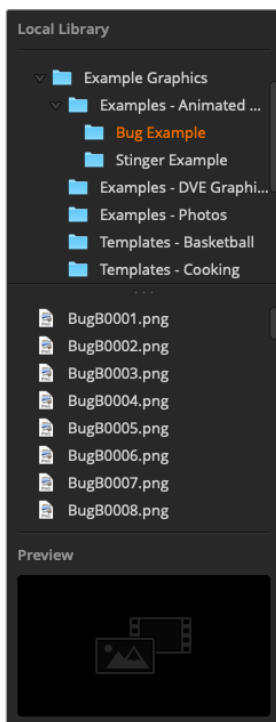 Local Library
Example Graphics
Examples - Animated ...
Bug Example
Stinger Example
Examples - DVE Graphi...
Examples - Photos
Templates - Basketball
Templates - Cooking
BugB0001.png
BugB0002.png
BugB0003.png
BugB0004.png
BugB0005.png
BugB0006.png
BugB0007.png
BugB0008.png
Preview